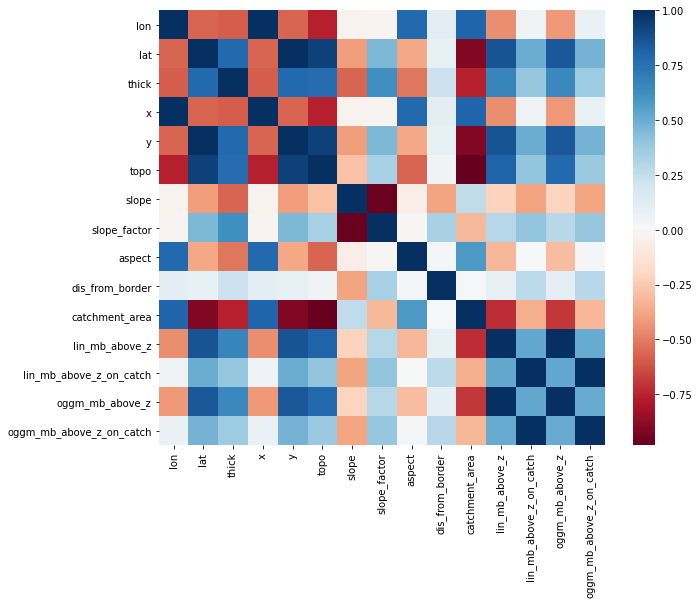 lon
lat
thick
x
y
topo
slope
slope_factor
aspect
dis_from_border
catchment_area
lin_mb_above_z
lin_mb_above_z_on_catch
oggm_mb_above_z
oggm_mb_above_z_on_catch
lon
lat
thick
x
y
topo
slope
slope_factor
aspect
dis_from_border
catchment_area
lin_mb_above_z
lin_mb_above_z_on_catch
oggm_mb_above_z
oggm_mb_above_z_on_catch
1.00
0.75
0.50
0.25
0.00
−0.25
−0.50
−0.75